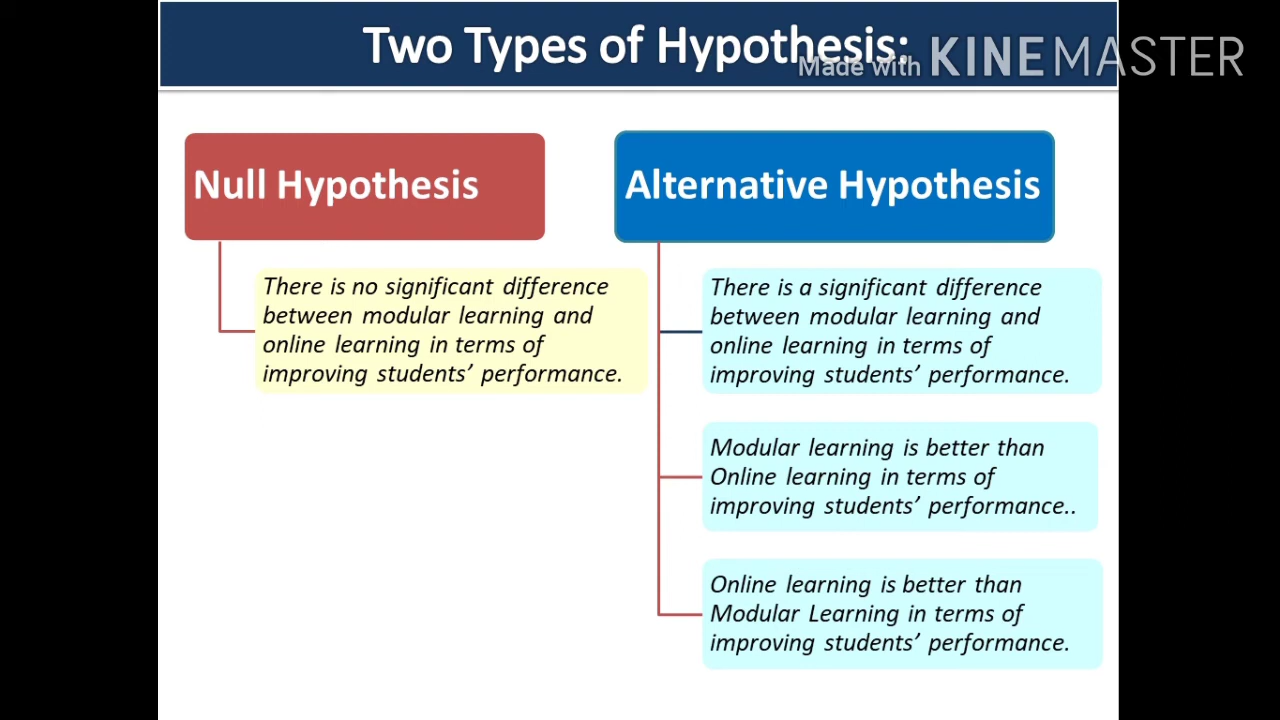 Two Types of Hypothesis:
Made with KINEMASTER
Null Hypothesis
There is no significant difference
between modular learning and
online learning in terms of
improving students’ performance.
Alternative Hypothesis
There is a significant difference
between modular learning and
online learning in terms of
improving students’ performance.
Modular learning is better than
Online learning in terms of
improving students’ performance..
Online learning is better than
Modular Learning in terms of
improving students’ performance.